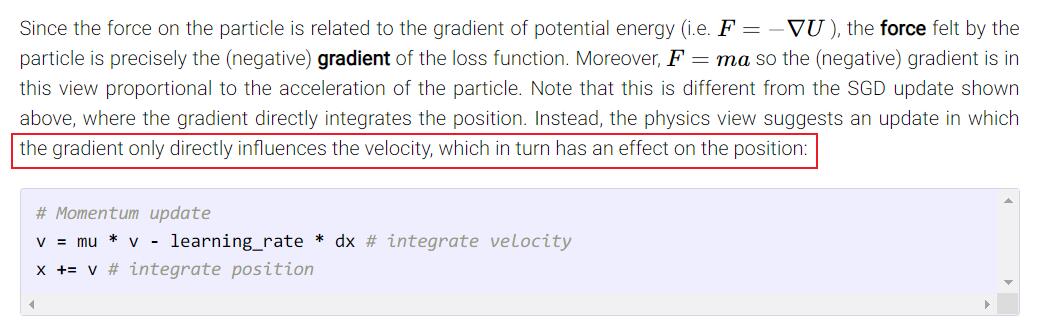 Since the force on the particle is related to the gradient of potential energy (i.e. F = −∇U ), the force felt by the
particle is precisely the (negative) gradient of the loss function. Moreover, F = ma so the (negative) gradient is in
this view proportional to the acceleration of the particle. Note that this is different from the SGD update shown
above, where the gradient directly integrates the position. Instead, the physics view suggests an update in which
the gradient only directly influences the velocity, which in turn has an effect on the position:
# Momentum update
v = mu * v - learning_rate * dx # integrate velocity
x += v # integrate position